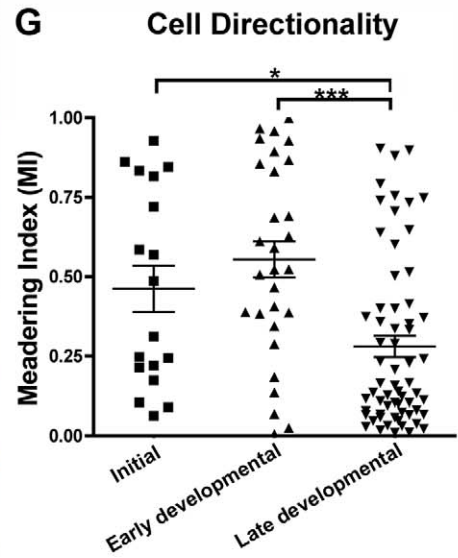 G
Cell Directionality
*
***
Meadering Index (MI)
1.00
0.75
0.50
0.25
0.00
Initial
Early developmental
Late developmental